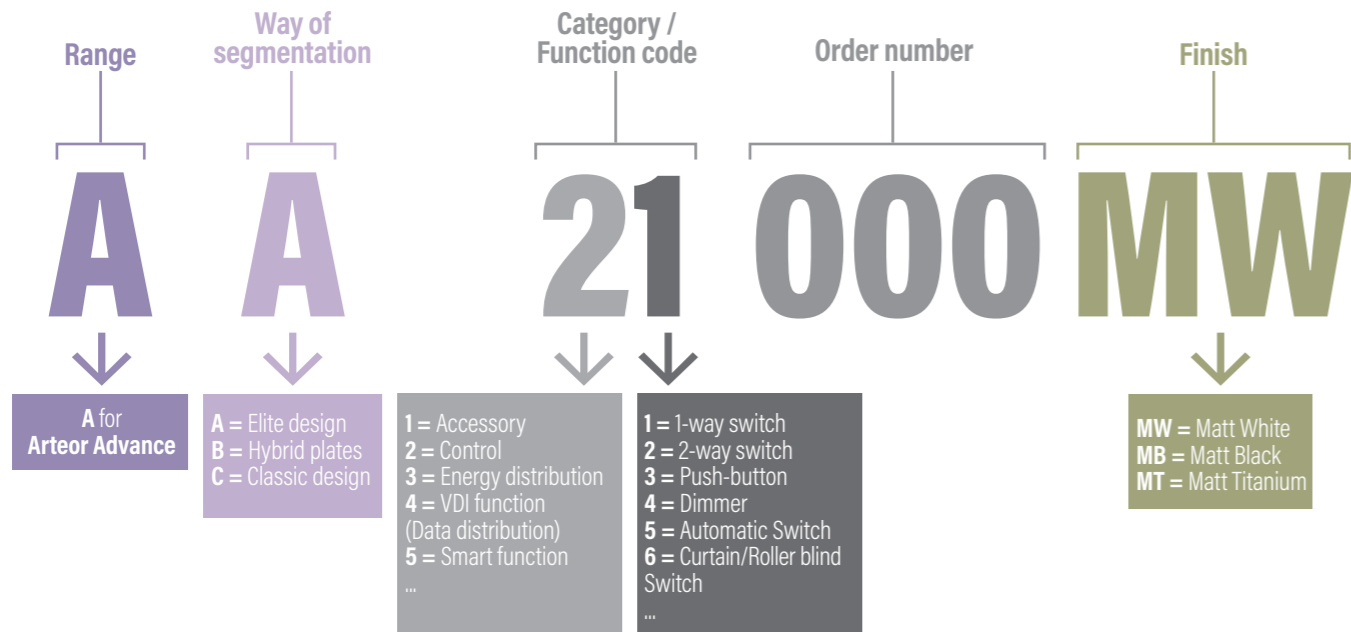 Range
Way of
segmentation
Category /
Function code
Order number
Finish
A
A
21
000
MW
A for
Arteor Advance
A = Elite design
B = Hybrid plates
C = Classic design
1 = Accessory
2 = Control
3 = Energy distribution
4 = VDI function
(Data distribution)
5 = Smart function
...
1 = 1-way switch
2 = 2-way switch
3 = Push-button
4 = Dimmer
5 = Automatic Switch
6 = Curtain/Roller blind
Switch
...
MW = Matt White
MB = Matt Black
MT = Matt Titanium